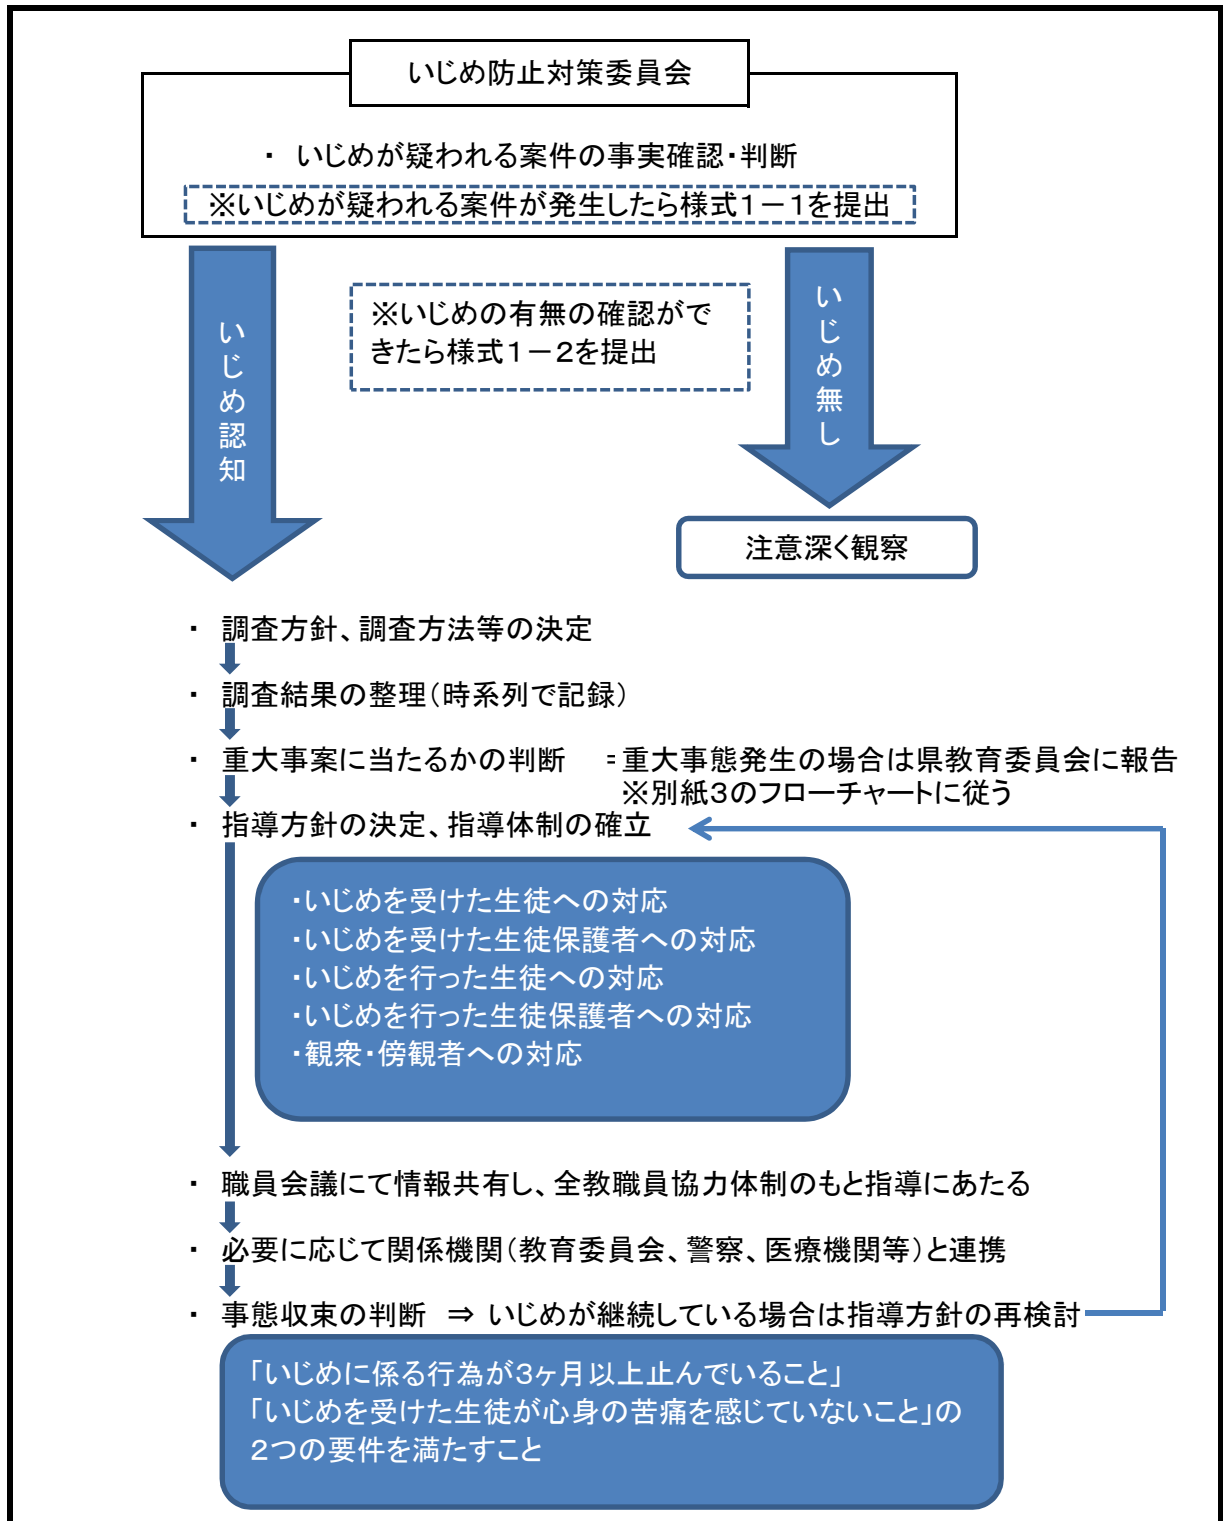 いじめ防止対策委員会
・ いじめが疑われる案件の事実確認・判断
※いじめが疑われる案件が発生したら様式１－１を提出
いじめ認知
※いじめの有無の確認がで
きたら様式１－２を提出
いじめ無し
注意深く観察
・ 調査方針、調査方法等の決定
・ 調査結果の整理（時系列で記録）
・ 重大事案に当たるかの判断 =重大事態発生の場合は県教育委員会に報告
※別紙３のフローチャートに従う
・ 指導方針の決定、指導体制の確立
・いじめを受けた生徒への対応
・いじめを受けた生徒保護者への対応
・いじめを行った生徒への対応
・いじめを行った生徒保護者への対応
・観衆・傍観者への対応
・ 職員会議にて情報共有し、全教職員協力体制のもと指導にあたる
・ 必要に応じて関係機関（教育委員会、警察、医療機関等）と連携
・ 事態収束の判断 ⇒ いじめが継続している場合は指導方針の再検討
「いじめに係る行為が３ヶ月以上止んでいること」
「いじめを受けた生徒が心身の苦痛を感じていないこと」の
２つの要件を満たすこと